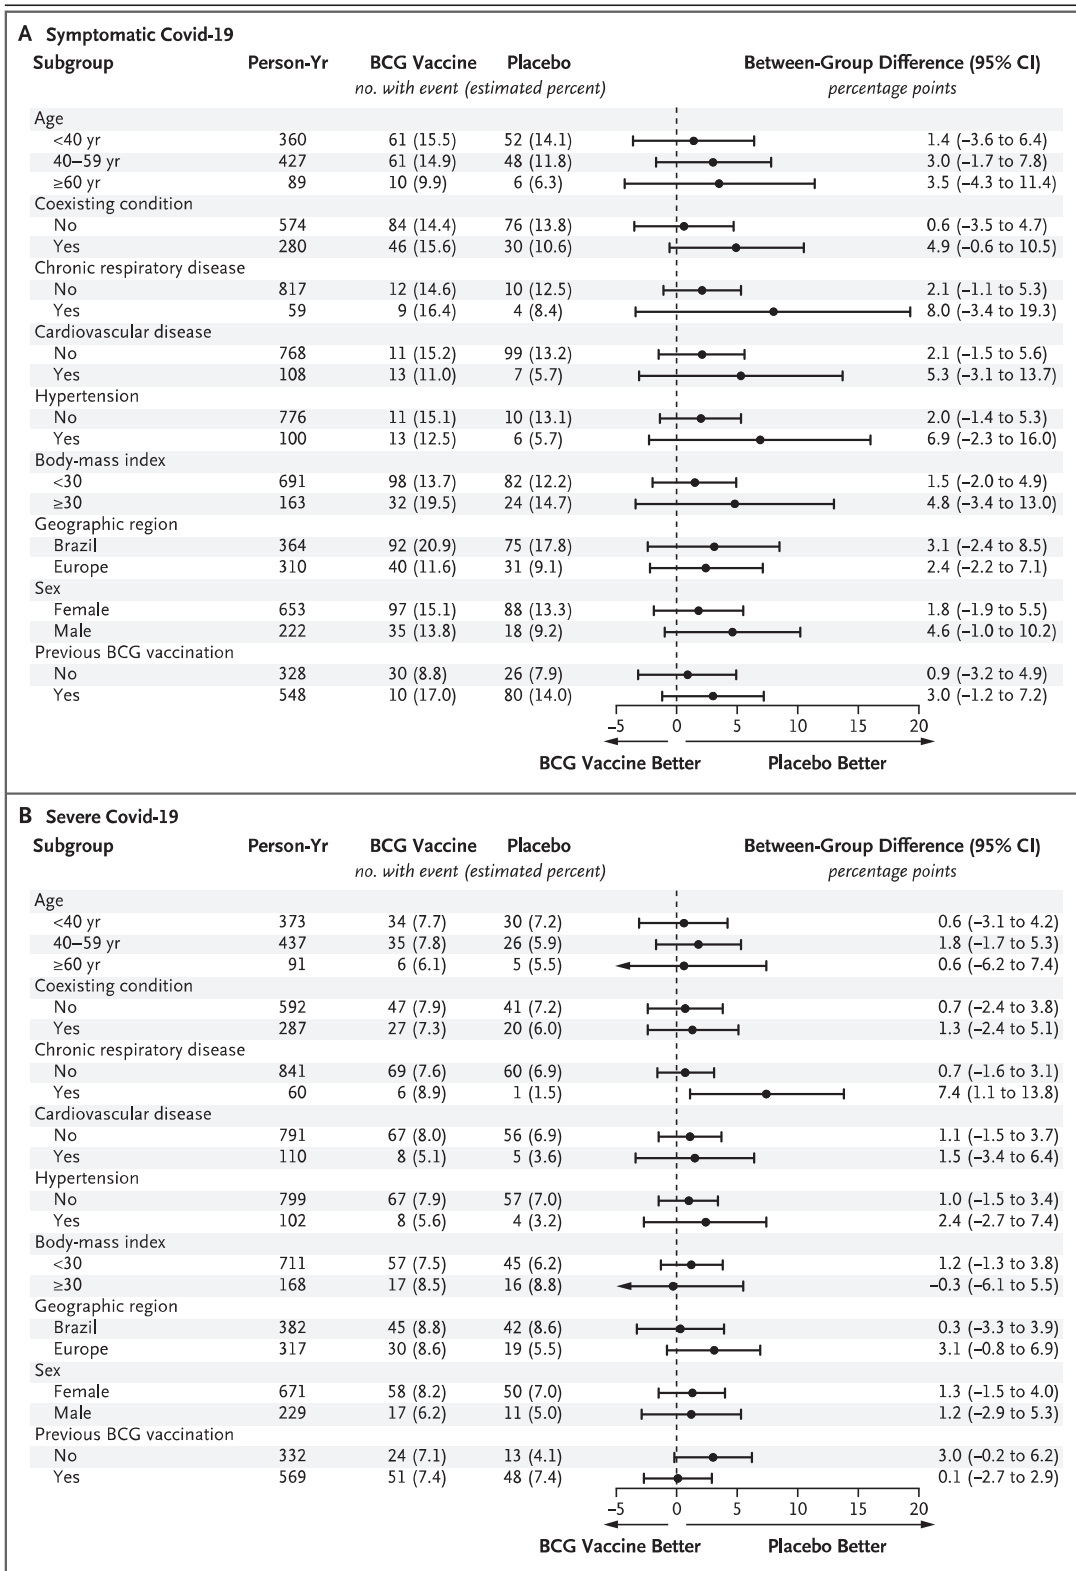 A Symptomatic Covid-19
Subgroup Person-Yr BCG Vaccine Placebo Between-Group Difference (95% CI)
no. with event (estimated percent) percentage points
Age
<40 yr 360 61 (15.5) 52 (14.1) 1.4 (−3.6 to 6.4)
40–59 yr 427 61 (14.9) 48 (11.8) 3.0 (−1.7 to 7.8)
≥60 yr 89 10 (9.9) 6 (6.3) 3.5 (−4.3 to 11.4)
Coexisting condition
No 574 84 (14.4) 76 (13.8) 0.6 (−3.5 to 4.7)
Yes 280 46 (15.6) 30 (10.6) 4.9 (−0.6 to 10.5)
Chronic respiratory disease
No 817 12 (14.6) 10 (12.5) 2.1 (−1.1 to 5.3)
Yes 59 9 (16.4) 4 (8.4) 8.0 (−3.4 to 19.3)
Cardiovascular disease
No 768 11 (15.2) 99 (13.2) 2.1 (−1.5 to 5.6)
Yes 108 13 (11.0) 7 (5.7) 5.3 (−3.1 to 13.7)
Hypertension
No 776 11 (15.1) 10 (13.1) 2.0 (−1.4 to 5.3)
Yes 100 13 (12.5) 6 (5.7) 6.9 (−2.3 to 16.0)
Body-mass index
<30 691 98 (13.7) 82 (12.2) 1.5 (−2.0 to 4.9)
≥30 163 32 (19.5) 24 (14.7) 4.8 (−3.4 to 13.0)
Geographic region
Brazil 364 92 (20.9) 75 (17.8) 3.1 (−2.4 to 8.5)
Europe 310 40 (11.6) 31 (9.1) 2.4 (−2.2 to 7.1)
Sex
Female 653 97 (15.1) 88 (13.3) 1.8 (−1.9 to 5.5)
Male 222 35 (13.8) 18 (9.2) 4.6 (−1.0 to 10.2)
Previous BCG vaccination
No 328 30 (8.8) 26 (7.9) 0.9 (−3.2 to 4.9)
Yes 548 10 (17.0) 80 (14.0) 3.0 (−1.2 to 7.2)
−5 0 5 10 15 20
BCG Vaccine Better Placebo Better
B Severe Covid-19
Subgroup Person-Yr BCG Vaccine Placebo Between-Group Difference (95% CI)
no. with event (estimated percent) percentage points
Age
<40 yr 373 34 (7.7) 30 (7.2) 0.6 (−3.1 to 4.2)
40–59 yr 437 35 (7.8) 26 (5.9) 1.8 (−1.7 to 5.3)
≥60 yr 91 6 (6.1) 5 (5.5) 0.6 (−6.2 to 7.4)
Coexisting condition
No 592 47 (7.9) 41 (7.2) 0.7 (−2.4 to 3.8)
Yes 287 27 (7.3) 20 (6.0) 1.3 (−2.4 to 5.1)
Chronic respiratory disease
No 841 69 (7.6) 60 (6.9) 0.7 (−1.6 to 3.1)
Yes 60 6 (8.9) 1 (1.5) 7.4 (1.1 to 13.8)
Cardiovascular disease
No 791 67 (8.0) 56 (6.9) 1.1 (−1.5 to 3.7)
Yes 110 8 (5.1) 5 (3.6) 1.5 (−3.4 to 6.4)
Hypertension
No 799 67 (7.9) 57 (7.0) 1.0 (−1.5 to 3.4)
Yes 102 8 (5.6) 4 (3.2) 2.4 (−2.7 to 7.4)
Body-mass index
<30 711 57 (7.5) 45 (6.2) 1.2 (−1.3 to 3.8)
≥30 168 17 (8.5) 16 (8.8) −0.3 (−6.1 to 5.5)
Geographic region
Brazil 382 45 (8.8) 42 (8.6) 0.3 (−3.3 to 3.9)
Europe 317 30 (8.6) 19 (5.5) 3.1 (−0.8 to 6.9)
Sex
Female 671 58 (8.2) 50 (7.0) 1.3 (−1.5 to 4.0)
Male 229 17 (6.2) 11 (5.0) 1.2 (−2.9 to 5.3)
Previous BCG vaccination
No 332 24 (7.1) 13 (4.1) 3.0 (−0.2 to 6.2)
Yes 569 51 (7.4) 48 (7.4) 0.1 (−2.7 to 2.9)
−5 0 5 10 15 20
BCG Vaccine Better Placebo Better